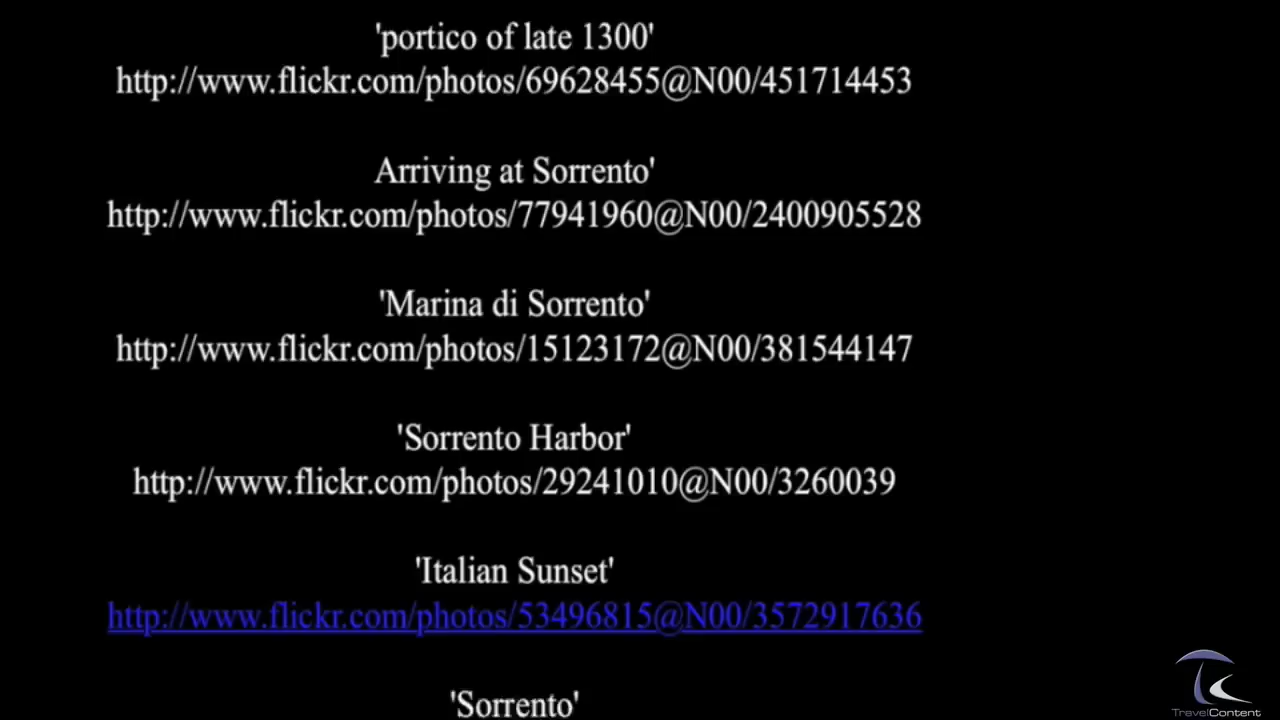 'portico of late 1300'
http://www.flickr.com/photos/69628455@N00/451714453
Arriving at Sorrento'
http://www.flickr.com/photos/77941960@N00/2400905528
'Marina di Sorrento'
http://www.flickr.com/photos/15123172@N00/381544147
'Sorrento Harbor'
http://www.flickr.com/photos/29241010@N00/3260039
'Italian Sunset'
http://www.flickr.com/photos/53496815@N00/3572917636
'Sorrento'
TrevelContent